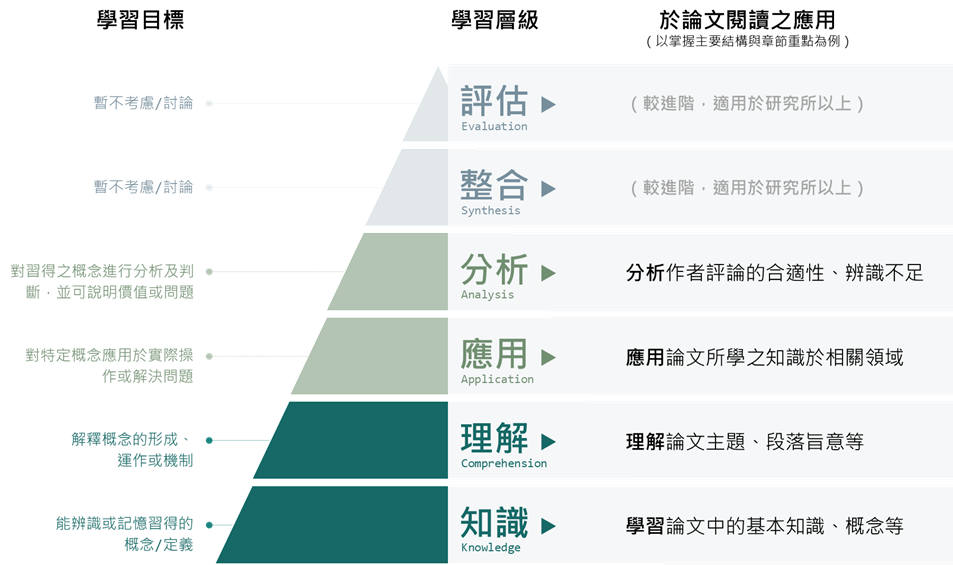 學習目標
學習層級
於論文閱讀之應用
(以掌握主要結構與章節重點為例)
暫不考慮/討論
評估
Evaluation
(較進階，適用於研究所以上)
暫不考慮/討論
整合
Synthesis
(較進階，適用於研究所以上)
對習得之概念進行分析及判
斷，並可說明價值或問題
分析
Analysis
分析作者評論的合適性、辨識不足
對特定概念應用於實際操
作或解決問題
應用
Application
應用論文所學之知識於相關領域
解釋概念的形成、
運作或機制
理解
Comprehension
理解論文主題、段落旨意等
能辨識或記憶習得的
概念/定義
知識
Knowledge
學習論文中的基本知識、概念等